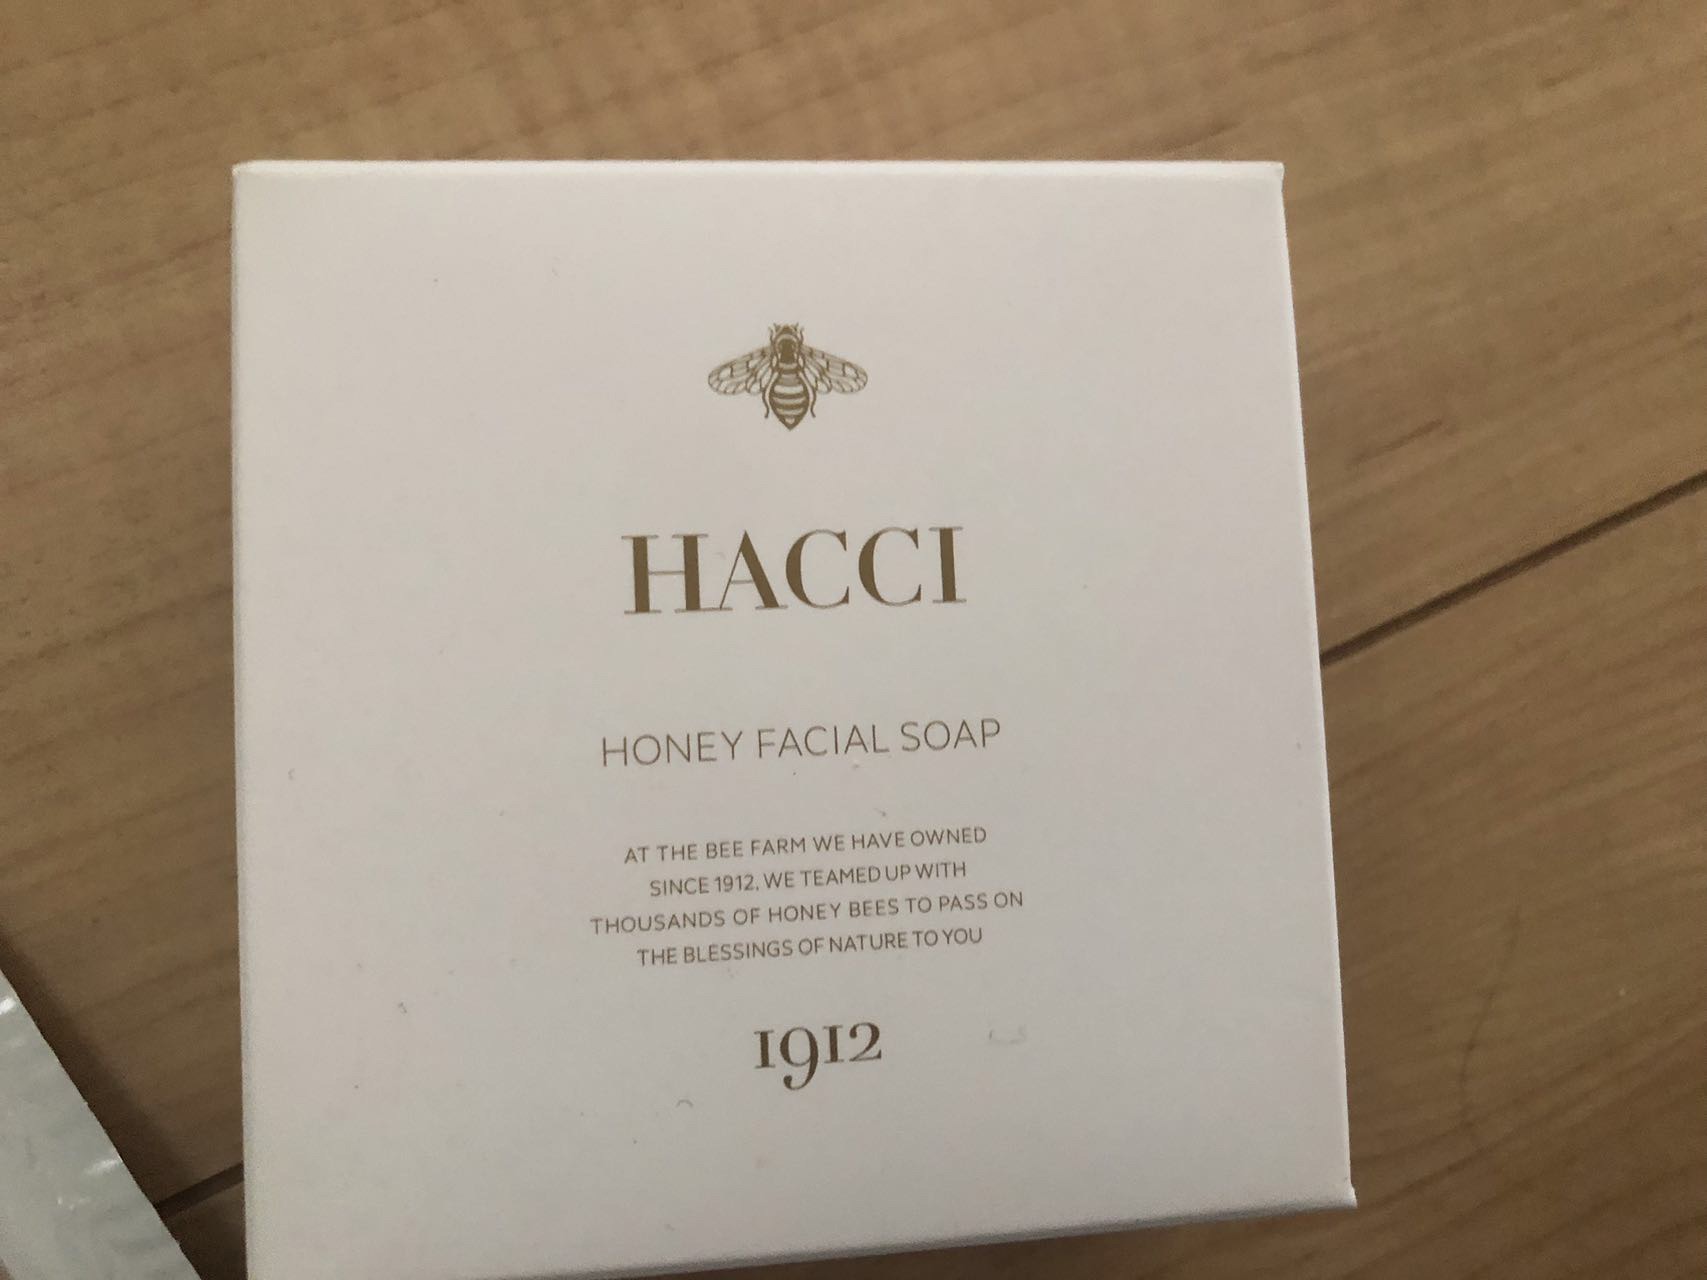 HACCI
HONEY FACIAL SOAP
AT THE BEE FARM WE HAVE OWNED
SINCE 1912, WE TEAMED UP WITH
THOUSANDS OF HONEY BEES TO PASS ON
THE BLESSINGS OF NATURE TO YOU
1912